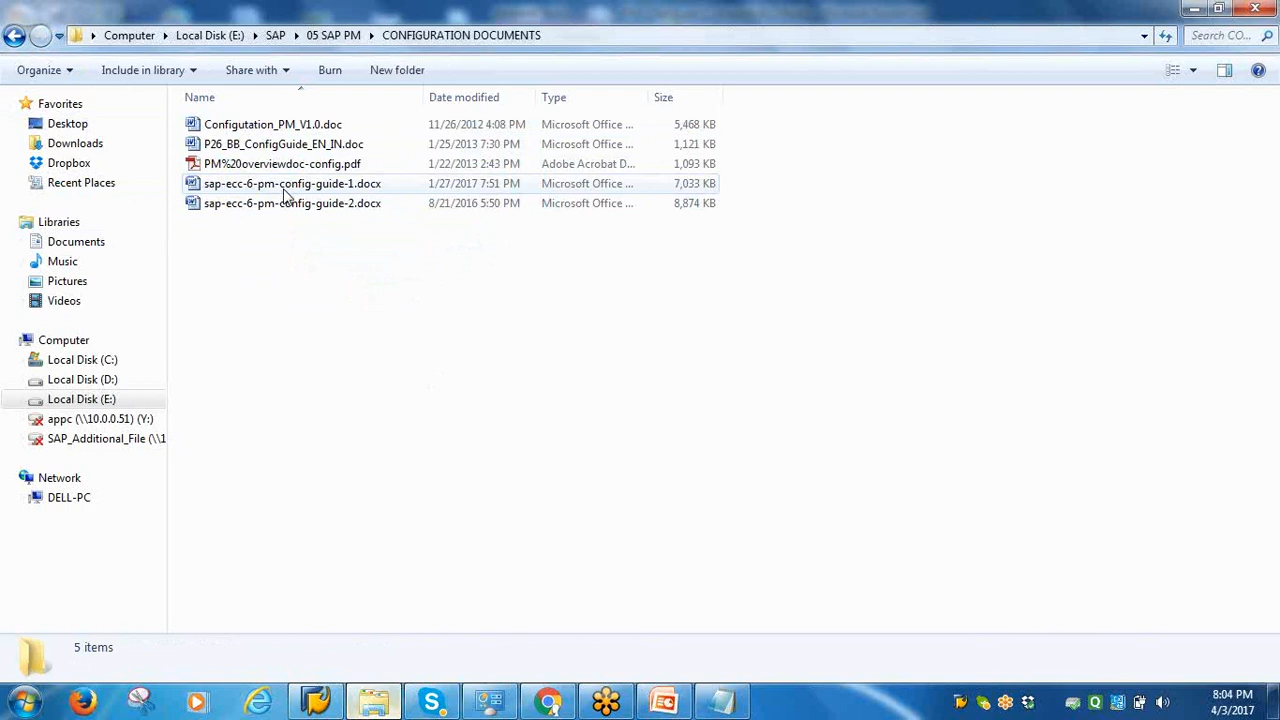 Computer Local Disk (E:) SAP 05 SAP PM CONFIGURATION DOCUMENTS Search CO...
Organize Include in library Share with Burn New folder
Name Date modified Type Size
Configutation_PM_V1.0.doc 11/26/2012 4:08 PM Microsoft Office ... 5,468 KB
P26_BB_ConfigGuide_EN_IN.doc 1/25/2013 7:30 PM Microsoft Office ... 1,121 KB
PM%20overviewdoc-config.pdf 1/22/2013 2:43 PM Adobe Acrobat D... 1,093 KB
sap-ecc-6-pm-config-guide-1.docx 1/27/2017 7:51 PM Microsoft Office ... 7,033 KB
sap-ecc-6-pm-config-guide-2.docx 8/21/2016 5:50 PM Microsoft Office ... 8,874 KB
Favorites
Desktop
Downloads
Dropbox
Recent Places
Libraries
Documents
Music
Pictures
Videos
Computer
Local Disk (C:)
Local Disk (D:)
Local Disk (E:)
appc (\\10.0.0.51) (Y:)
SAP_Additional_File (\\1
Network
DELL-PC
5 items
8:04 PM
4/3/2017